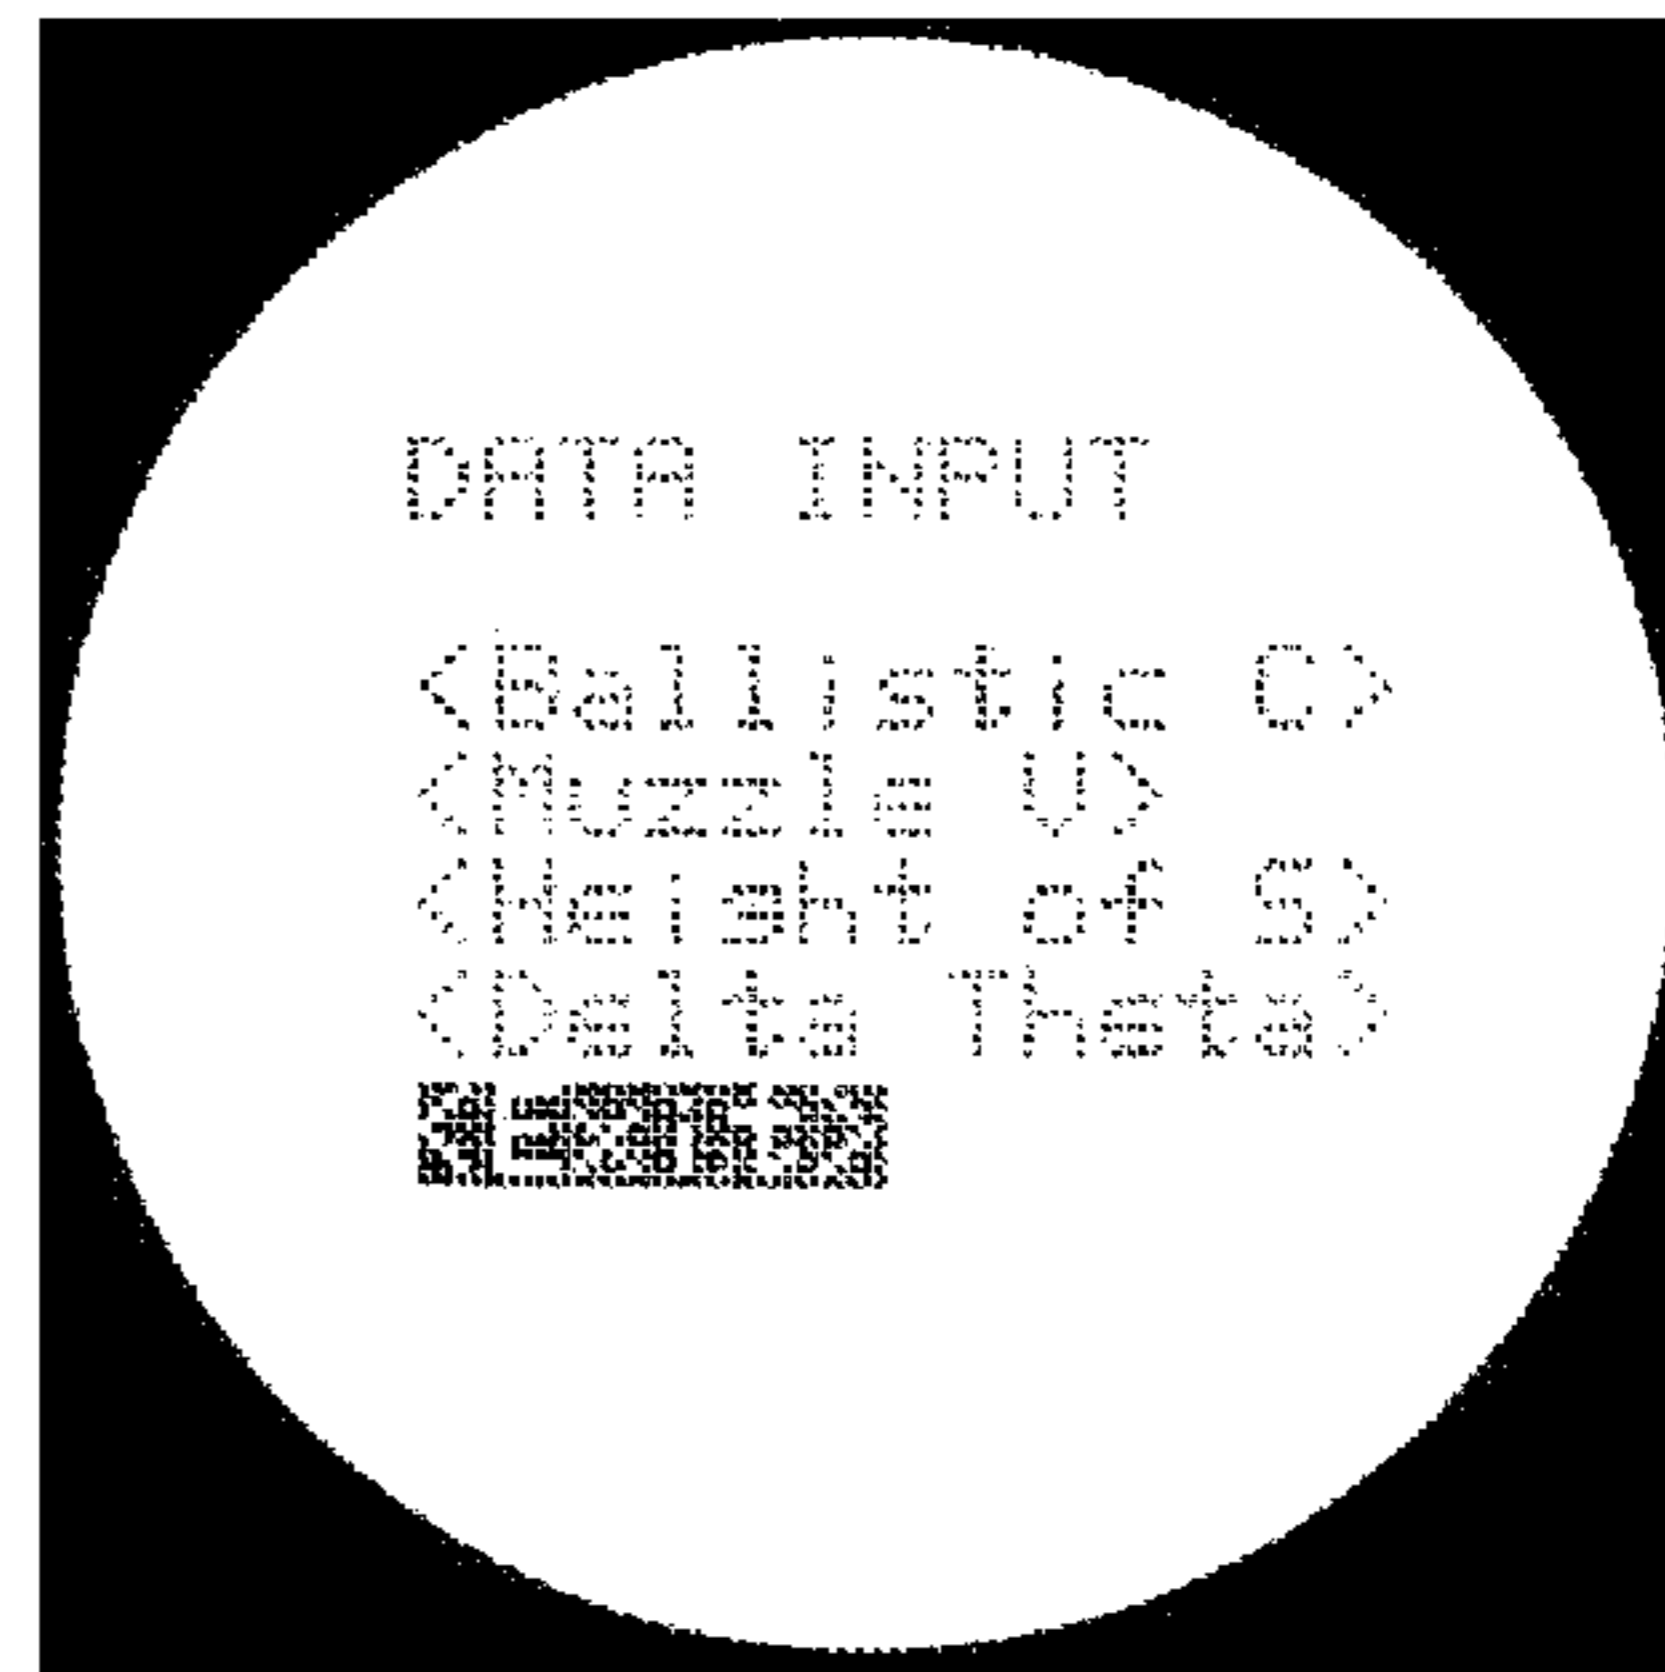 DATA INPUT
<Ballistic C>
<Muzzle V>
<Height of S>
<Delta Theta>